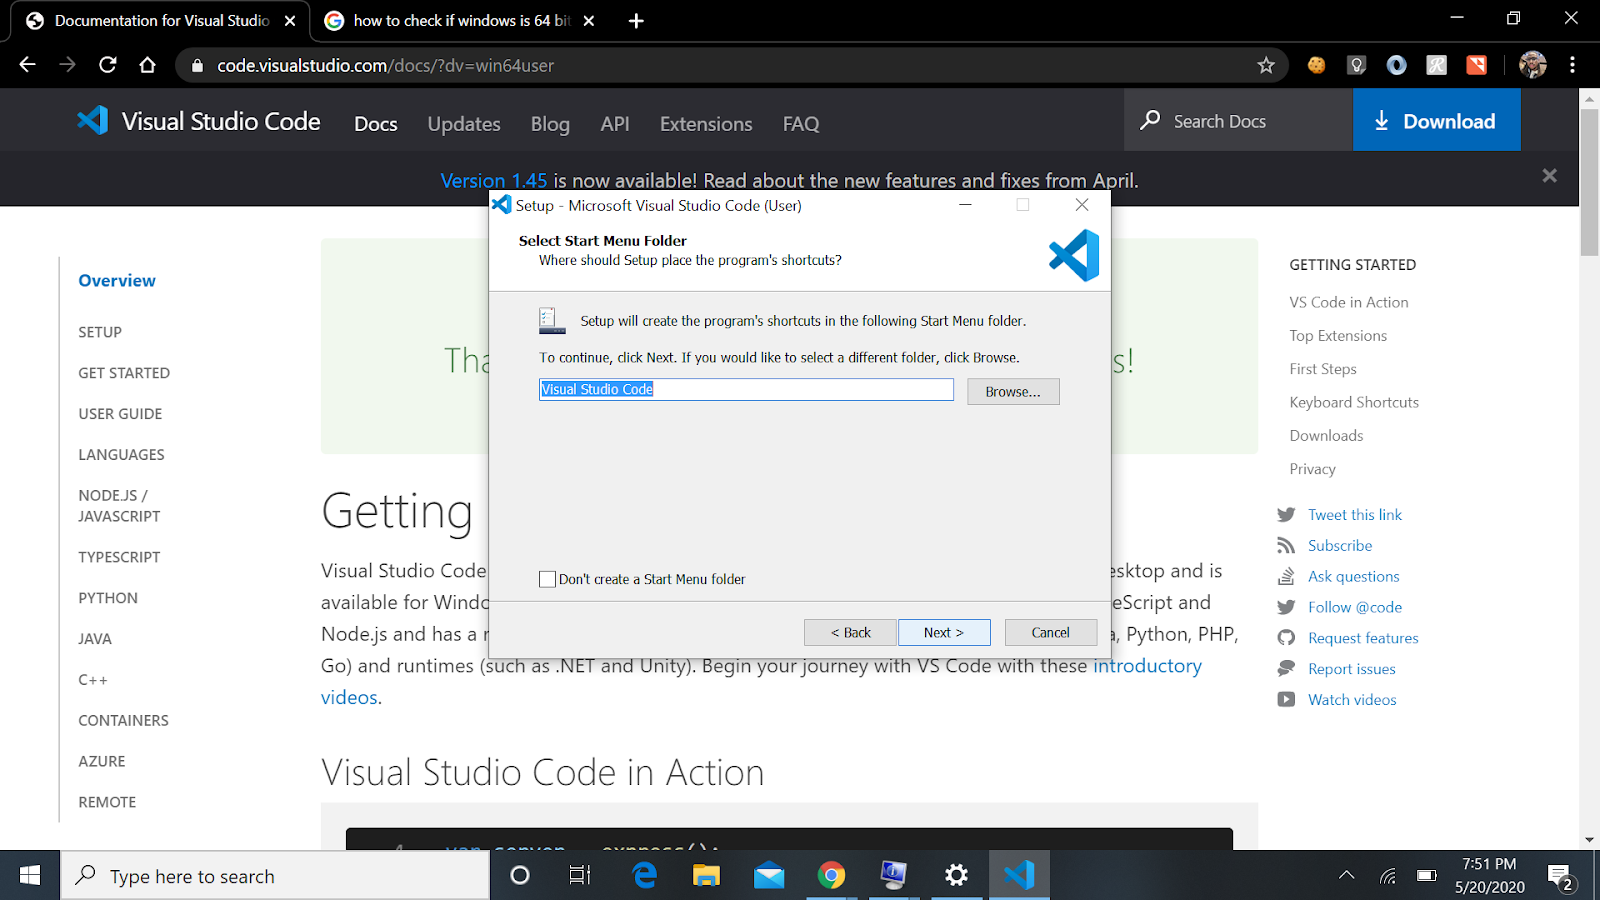 Documentation for Visual Studio
how to check if windows is 64 bit
code.visualstudio.com/docs/?dv=win64user
Visual Studio Code
Docs
Updates
Blog
API
Extensions
FAQ
Search Docs
Download
Version 1.45 is now available! Read about the new features and fixes from April.
Setup - Microsoft Visual Studio Code (User)
Select Start Menu Folder
Where should Setup place the program's shortcuts?
Setup will create the program's shortcuts in the following Start Menu folder.
To continue, click Next. If you would like to select a different folder, click Browse.
Visual Studio Code
Browse...
Don't create a Start Menu folder
< Back
Next >
Cancel
Overview
SETUP
GET STARTED
USER GUIDE
LANGUAGES
NODE.JS /
JAVASCRIPT
TYPESCRIPT
PYTHON
JAVA
C++
CONTAINERS
AZURE
REMOTE
Tha
s!
Getting
Visual Studio Code
esktop and is
available for Windo
eScript and
Node.js and has a r
, Python, PHP,
Go) and runtimes (such as .NET and Unity). Begin your journey with VS Code with these introductory
videos.
Visual Studio Code in Action
GETTING STARTED
VS Code in Action
Top Extensions
First Steps
Keyboard Shortcuts
Downloads
Privacy
Tweet this link
Subscribe
Ask questions
Follow @code
Request features
Report issues
Watch videos
Type here to search
7:51 PM
5/20/2020
2